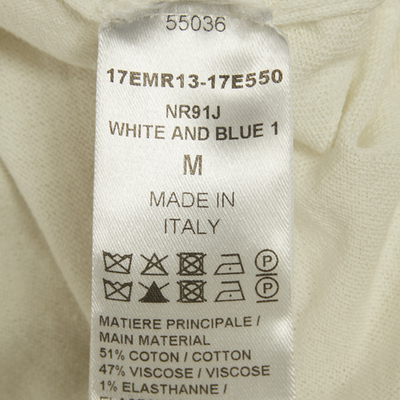 55036
17EMR13-17E550
NR91J
WHITE AND BLUE 1
M
MADE IN
ITALY
P
P
MATIERE PRINCIPALE /
MAIN MATERIAL
51% COTON / COTTON
47% VISCOSE / VISCOSE
1% ELASTHANNE /